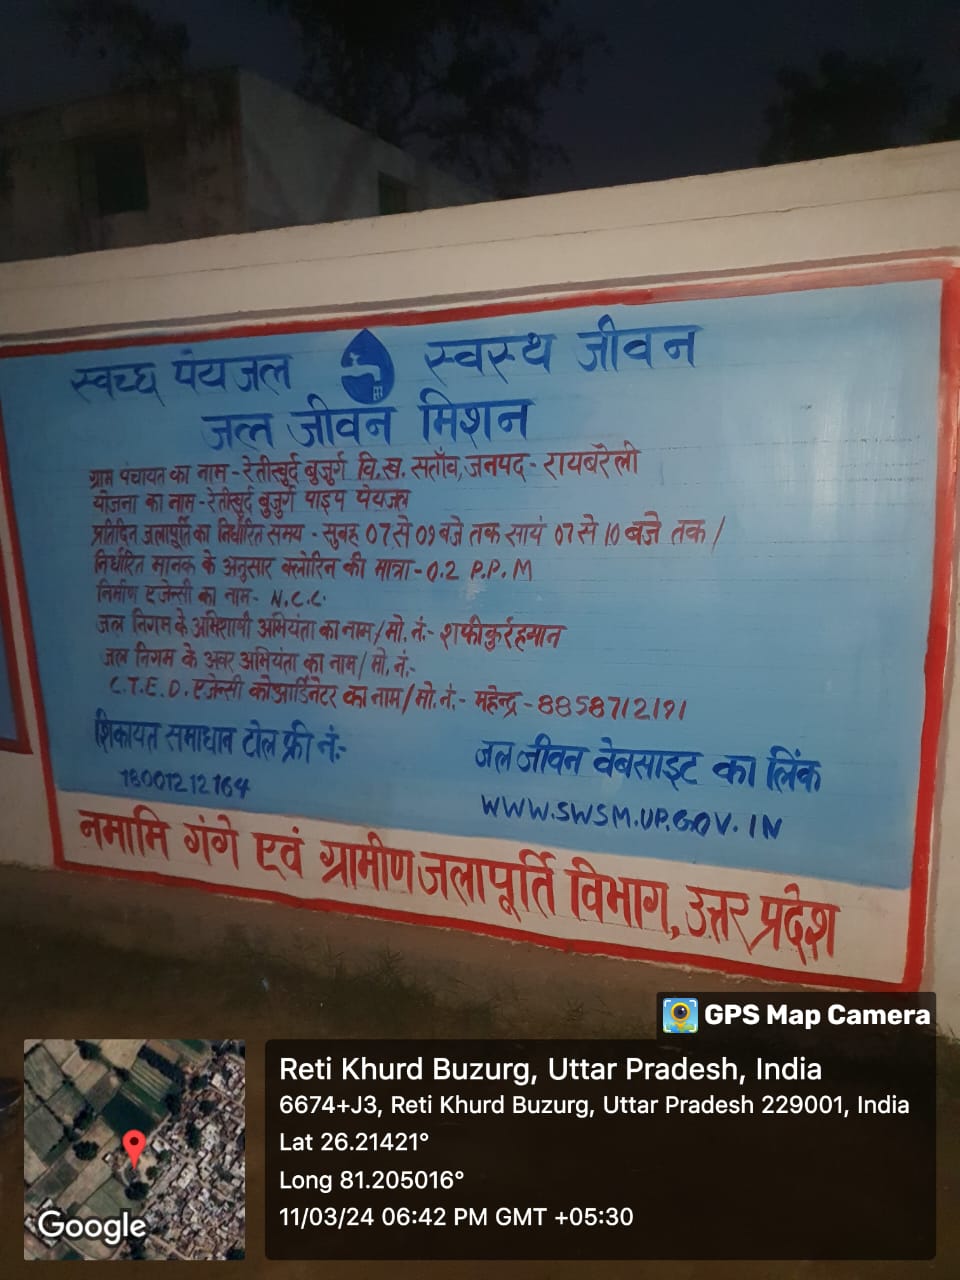 स्वच्छ पेयजल स्वस्थ जीवन
जल जीवन मिशन
ग्राम पंचायत का नाम - रेतीखुर्द बुजुर्ग वि.ख. सताँव, जनपद - रायबरेली
योजना का नाम - रेतीखुर्द बुजुर्ग पाइप पेयजल
प्रतिदिन जलापूर्ति का निर्धारित समय - सुबह 07 से 09 बजे तक सायं 07 से 10 बजे तक /
निर्धारित मानक के अनुसार क्लोरिन की मात्रा - 0.2 P.P.M
निर्माण एजेन्सी का नाम - N.C.C.
जल निगम के अभिशाषी अभियंता का नाम / मो. नं:- शफीकुर्रहमान
जल निगम के अवर अभियंता का नाम / मो. नं:-
C.T.E.D. एजेन्सी कोआर्डिनेटर का नाम / मो. नं:- महेन्द्र - 8858712191
शिकायत समाधान टोल फ्री नं:-
18001212164
जल जीवन वेबसाइट का लिंक
WWW.SWSM.UP.GOV.IN
नमामि गंगे एवं ग्रामीण जलापूर्ति विभाग, उत्तर प्रदेश
GPS Map Camera
Reti Khurd Buzurg, Uttar Pradesh, India
6674+J3, Reti Khurd Buzurg, Uttar Pradesh 229001, India
Lat 26.21421°
Long 81.205016°
11/03/24 06:42 PM GMT +05:30
Google